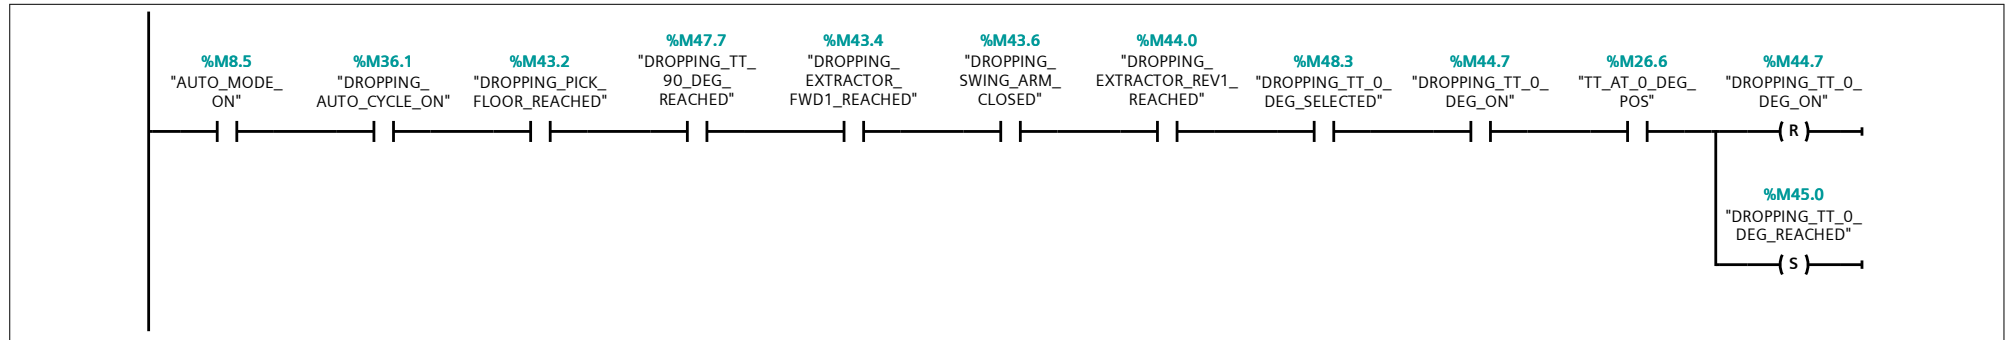 %M8.5
"AUTO_MODE_
ON"
%M36.1
"DROPPING_
AUTO_CYCLE_ON"
%M43.2
"DROPPING_PICK_
FLOOR_REACHED"
%M47.7
"DROPPING_TT_
90_DEG_
REACHED"
%M43.4
"DROPPING_
EXTRACTOR_
FWD1_REACHED"
%M43.6
"DROPPING_
SWING_ARM_
CLOSED"
%M44.0
"DROPPING_
EXTRACTOR_REV1_
REACHED"
%M48.3
"DROPPING_TT_0_
DEG_SELECTED"
%M44.7
"DROPPING_TT_0_
DEG_ON"
%M26.6
"TT_AT_0_DEG_
POS"
%M44.7
"DROPPING_TT_0_
DEG_ON"
R
%M45.0
"DROPPING_TT_0_
DEG_REACHED"
S